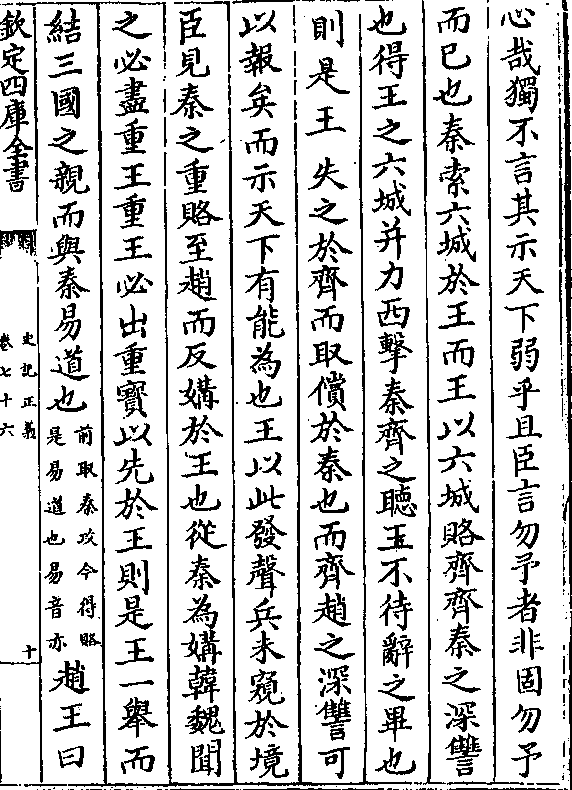 心哉獨不言其示天下弱乎且臣言勿予者非固勿予
而已也秦索六城於王而王以六城賂齊齊秦之深讐
也得王之六城并力西擊秦齊之聽王不待辭之畢也
則是王失之於齊而取償於秦也而齊趙之深讐可
以報矣而示天下有能為也王以此發聲兵未窺於境
臣見秦之重賂至趙而反媾於王也從秦為媾韓魏聞
之必盡重王重王必出重寳以先於王則是王一舉而
結三國之親而與秦易道也前取秦攻今得賂是易道也易音亦趙王曰
欽定四庫全書
史記正義
卷七十六
十